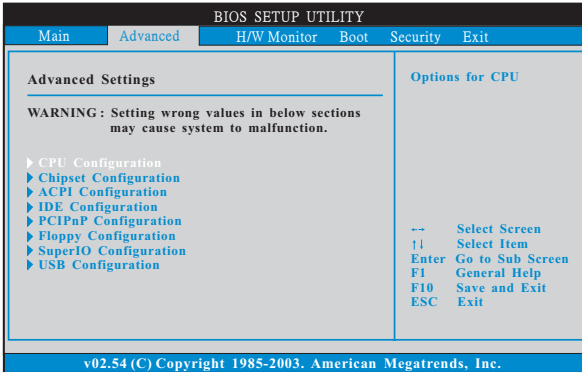 BIOS SETUP UTILITY
Main Advanced H/W Monitor Boot Security Exit
Advanced Settings
WARNING : Setting wrong values in below sections
may cause system to malfunction.
CPU Configuration
Chipset Configuration
ACPI Configuration
IDE Configuration
PCIPnP Configuration
Floppy Configuration
SuperIO Configuration
USB Configuration
Options for CPU
←→ Select Screen
↑↓ Select Item
Enter Go to Sub Screen
F1 General Help
F10 Save and Exit
ESC Exit
v02.54 (C) Copyright 1985-2003. American Megatrends, Inc.